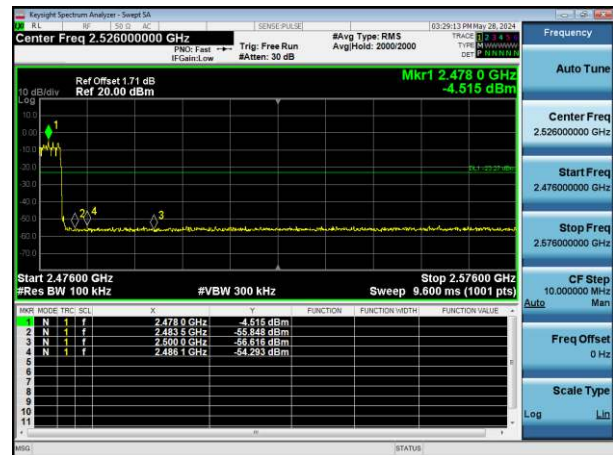 Keysight Spectrum Analyzer - Swept SA
RL RF 50 Ω AC SENSE:PULSE 03:29:13 PM May 28, 2024
Center Freq 2.526000000 GHz
PNO: Fast
IFGain:Low
Trig: Free Run
#Atten: 30 dB
#Avg Type: RMS
Avg|Hold: 2000/2000
TRACE 1 2 3 4 5 6
TYPE M WWWWW
DET P N N N N N
Ref Offset 1.71 dB
Ref 20.00 dBm
10 dB/div
Log
Mkr1 2.478 0 GHz
-4.515 dBm
10.0
0.00
-10.0
-20.0
-30.0
-40.0
-50.0
-60.0
-70.0
1
2
4
3
DL1 -23.27 dBm
Start 2.47600 GHz
Stop 2.57600 GHz
#Res BW 100 kHz
#VBW 300 kHz
Sweep 9.600 ms (1001 pts)
MKR MODE TRC SCL X Y FUNCTION FUNCTION WIDTH FUNCTION VALUE
1 N 1 f 2.478 0 GHz -4.515 dBm
2 N 1 f 2.483 5 GHz -55.848 dBm
3 N 1 f 2.500 0 GHz -56.616 dBm
4 N 1 f 2.486 1 GHz -54.293 dBm
5
6
7
8
9
10
11
MSG
STATUS
Frequency
Auto Tune
Center Freq
2.526000000 GHz
Start Freq
2.476000000 GHz
Stop Freq
2.576000000 GHz
CF Step
10.000000 MHz
Auto Man
Freq Offset
0 Hz
Scale Type
Log Lin